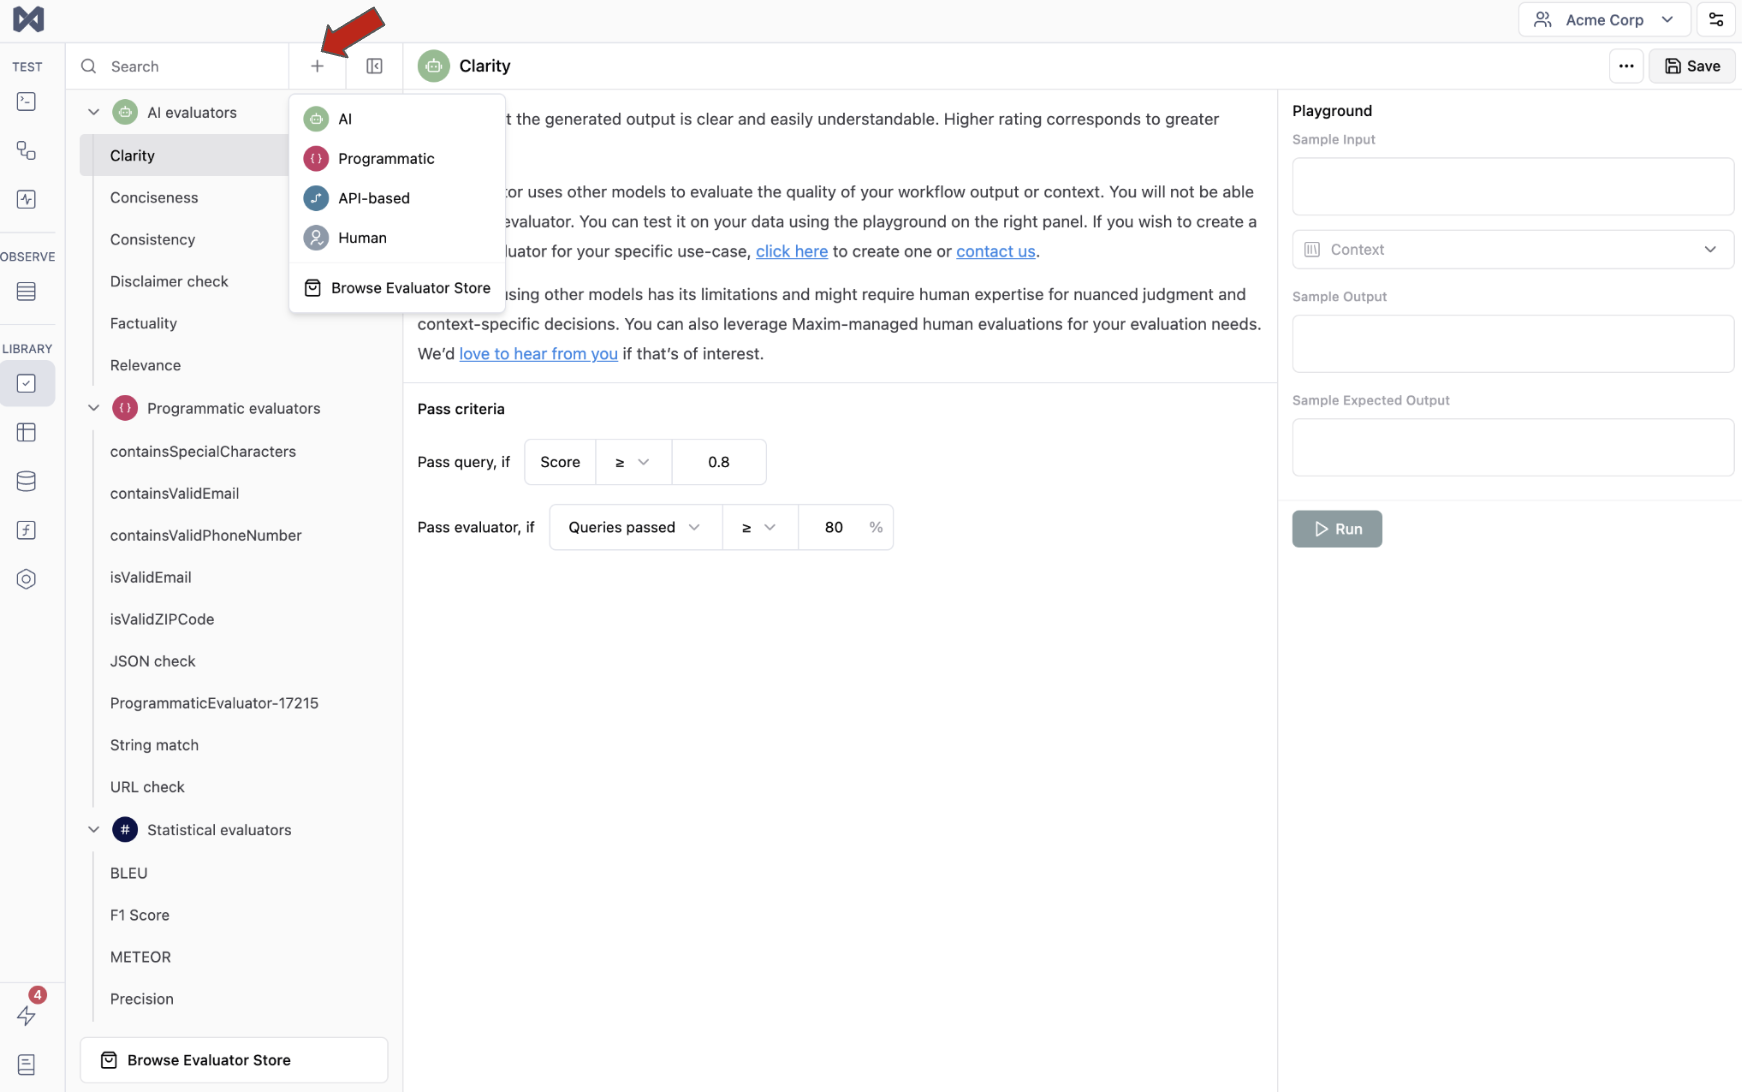 Acme Corp
TEST
Search
Clarity
Save
AI evaluators
Clarity
Conciseness
Consistency
Disclaimer check
Factuality
Relevance
Programmatic evaluators
containsSpecialCharacters
containsValidEmail
containsValidPhoneNumber
isValidEmail
isValidZIPCode
JSON check
ProgrammaticEvaluator-17215
String match
URL check
Statistical evaluators
BLEU
F1 Score
METEOR
Precision
Browse Evaluator Store
OBSERVE
LIBRARY
4
AI
Programmatic
API-based
Human
Browse Evaluator Store
the generated output is clear and easily understandable. Higher rating corresponds to greater
uses other models to evaluate the quality of your workflow output or context. You will not be able
evaluator. You can test it on your data using the playground on the right panel. If you wish to create a
for your specific use-case, click here to create one or contact us.
using other models has its limitations and might require human expertise for nuanced judgment and
context-specific decisions. You can also leverage Maxim-managed human evaluations for your evaluation needs.
We'd love to hear from you if that's of interest.
Pass criteria
Pass query, if Score ≥ 0.8
Pass evaluator, if Queries passed ≥ 80 %
Playground
Sample Input
Context
Sample Output
Sample Expected Output
Run